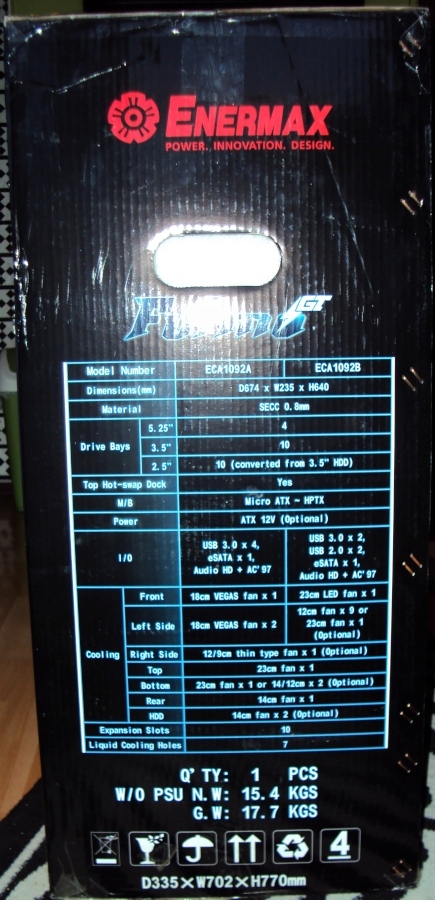 ENERMAX
POWER. INNOVATION. DESIGN.
Fulmo GT
Model Number ECA1092A ECA1092B
Dimensions(mm) D674 x W235 x H640
Material SECC 0.8mm
Drive Bays 5.25" 4
3.5" 10
2.5" 10 (converted from 3.5" HDD)
Top Hot-swap Dock Yes
M/B Micro ATX ~ HPTX
Power ATX 12V (Optional)
I/O USB 3.0 x 4, eSATA x 1, Audio HD + AC'97 USB 3.0 x 2, USB 2.0 x 2, eSATA x 1, Audio HD + AC'97
Cooling Front 18cm VEGAS fan x 1 23cm LED fan x 1
Left Side 18cm VEGAS fan x 2 12cm fan x 9 or 23cm fan x 1 (Optional)
Right Side 12/9cm thin type fan x 1 (Optional)
Top 23cm fan x 1
Bottom 23cm fan x 1 or 14/12cm x 2 (Optional)
Rear 14cm fan x 1
HDD 14cm fan x 2 (Optional)
Expansion Slots 10
Liquid Cooling Holes 7
Q'TY: 1 PCS
W/O PSU N.W: 15.4 KGS
G.W: 17.7 KGS
4
D335×W702×H770mm